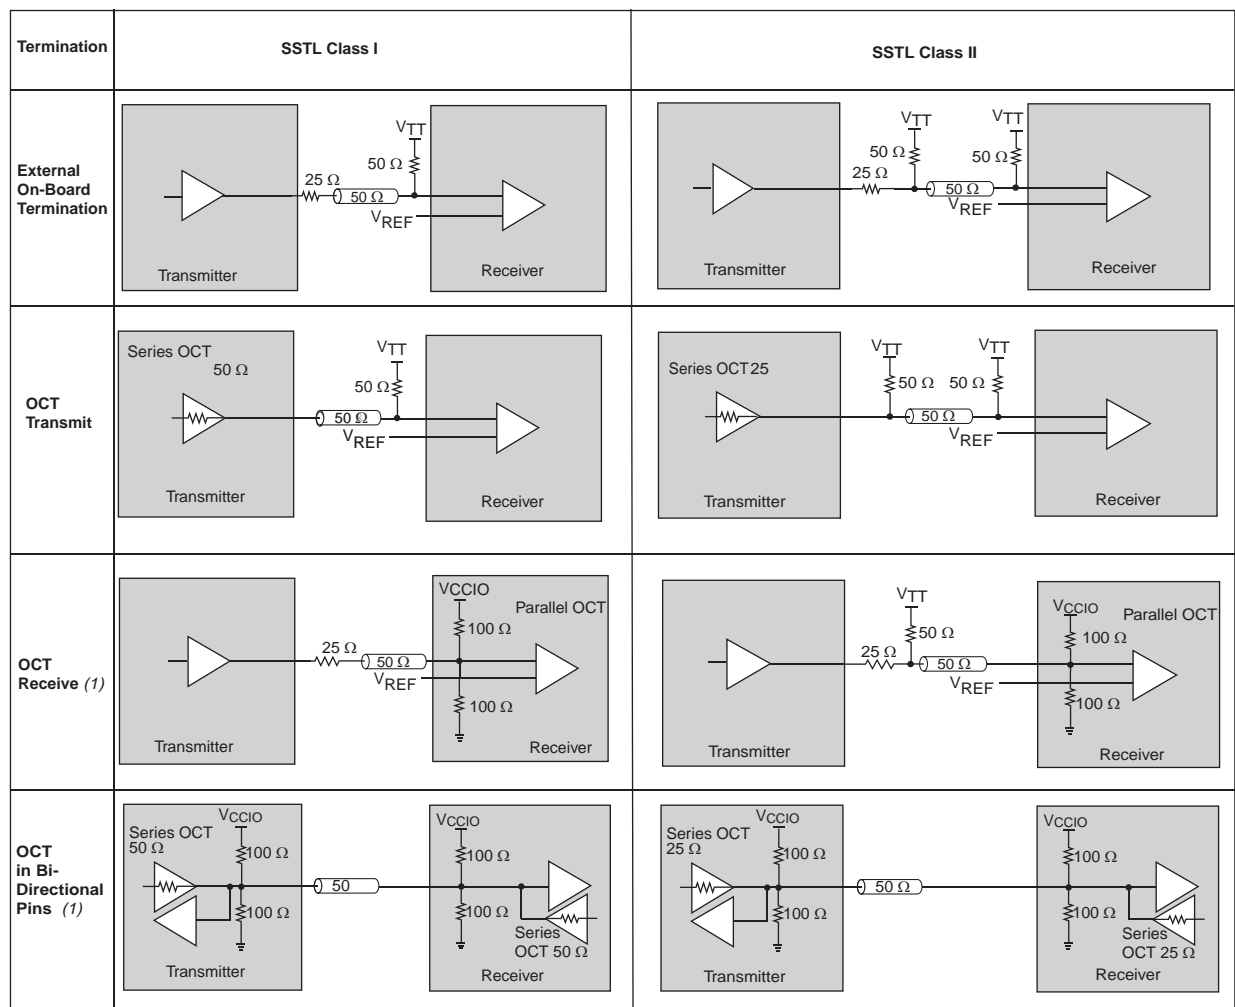 Termination
SSTL Class I
SSTL Class II
External
On-Board
Termination
VTT
50 Ω
25 Ω
50 Ω
VREF
Transmitter
Receiver
VTT
VTT
50 Ω
50 Ω
25 Ω
50 Ω
VREF
Transmitter
Receiver
OCT
Transmit
Series OCT
50 Ω
VTT
50 Ω
50 Ω
VREF
Transmitter
Receiver
Series OCT 25
VTT
VTT
50 Ω
50 Ω
50 Ω
VREF
Transmitter
Receiver
OCT
Receive (1)
VCCIO
Parallel OCT
100 Ω
25 Ω
50 Ω
VREF
100 Ω
Transmitter
Receiver
VTT
50 Ω
25 Ω
50 Ω
VREF
VCCIO
Parallel OCT
100 Ω
100 Ω
Transmitter
Receiver
OCT
in Bi-
Directional
Pins (1)
Series OCT
50 Ω
VCCIO
100 Ω
100 Ω
50
Transmitter
VCCIO
100 Ω
100 Ω
Series
OCT 50 Ω
Receiver
Series OCT
25 Ω
VCCIO
100 Ω
100 Ω
50 Ω
Transmitter
VCCIO
100 Ω
100 Ω
Series
OCT 25 Ω
Receiver